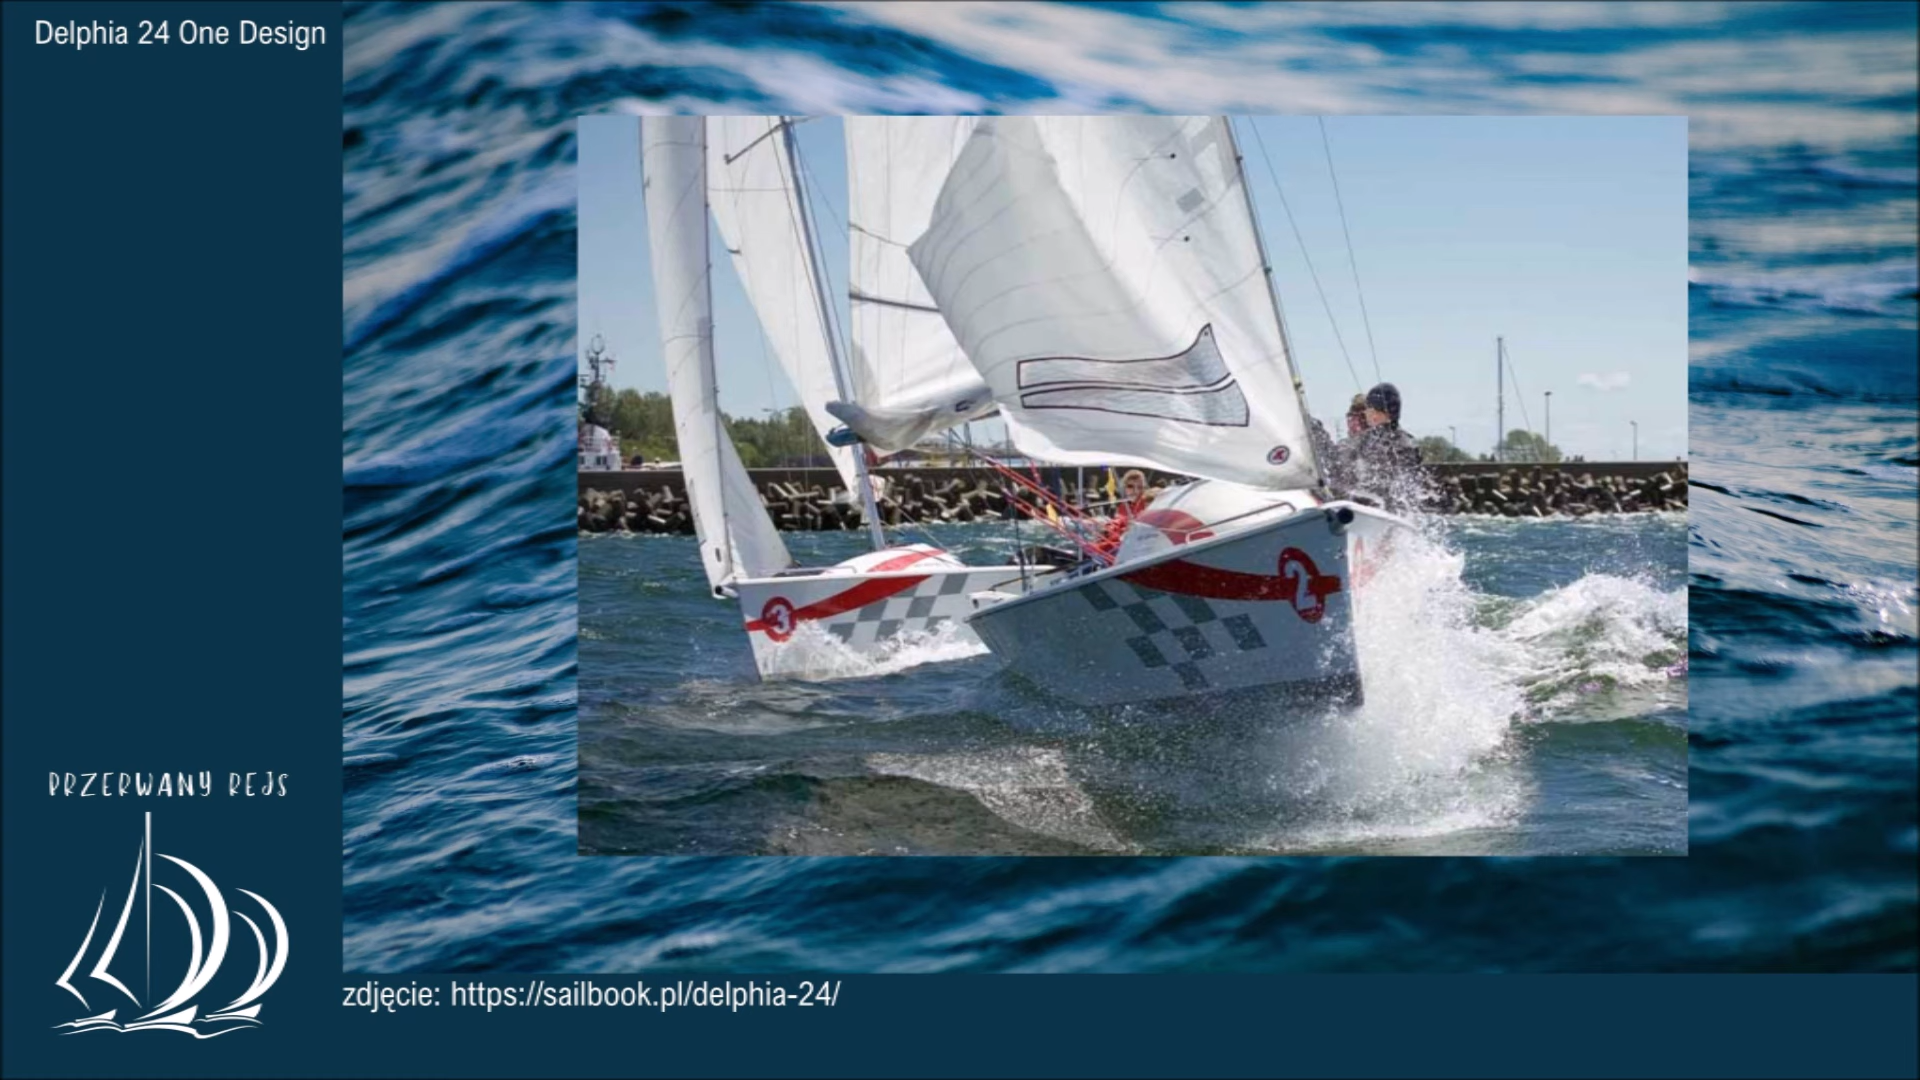 Delphia 24 One Design
3
2
PRZERWANY REJS
zdjęcie: https://sailbook.pl/delphia-24/